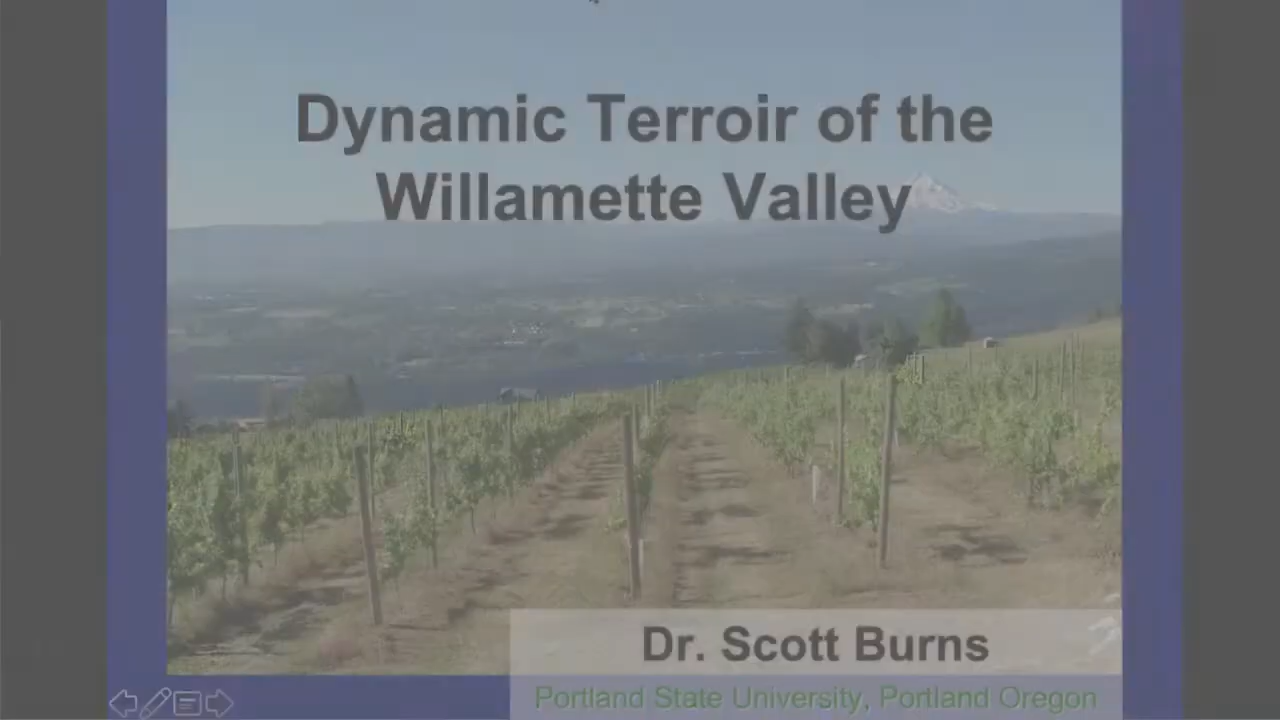 Dynamic Terroir of the
Willamette Valley
Dr. Scott Burns
Portland State University, Portland Oregon